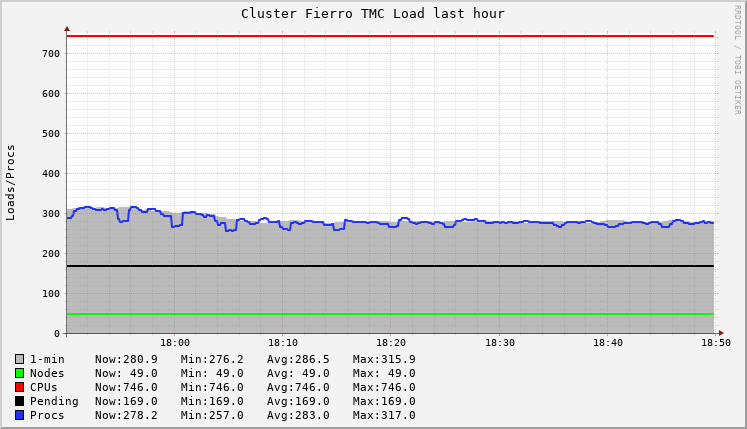 Cluster Fierro TMC Load last hour
RRDTOOL / TOBI OETIKER
Loads/Procs
700
600
500
400
300
200
100
0
18:00 18:10 18:20 18:30 18:40 18:50
1-min Now:280.9 Min:276.2 Avg:286.5 Max:315.9
Nodes Now: 49.0 Min: 49.0 Avg: 49.0 Max: 49.0
CPUs Now:746.0 Min:746.0 Avg:746.0 Max:746.0
Pending Now:169.0 Min:169.0 Avg:169.0 Max:169.0
Procs Now:278.2 Min:257.0 Avg:283.0 Max:317.0